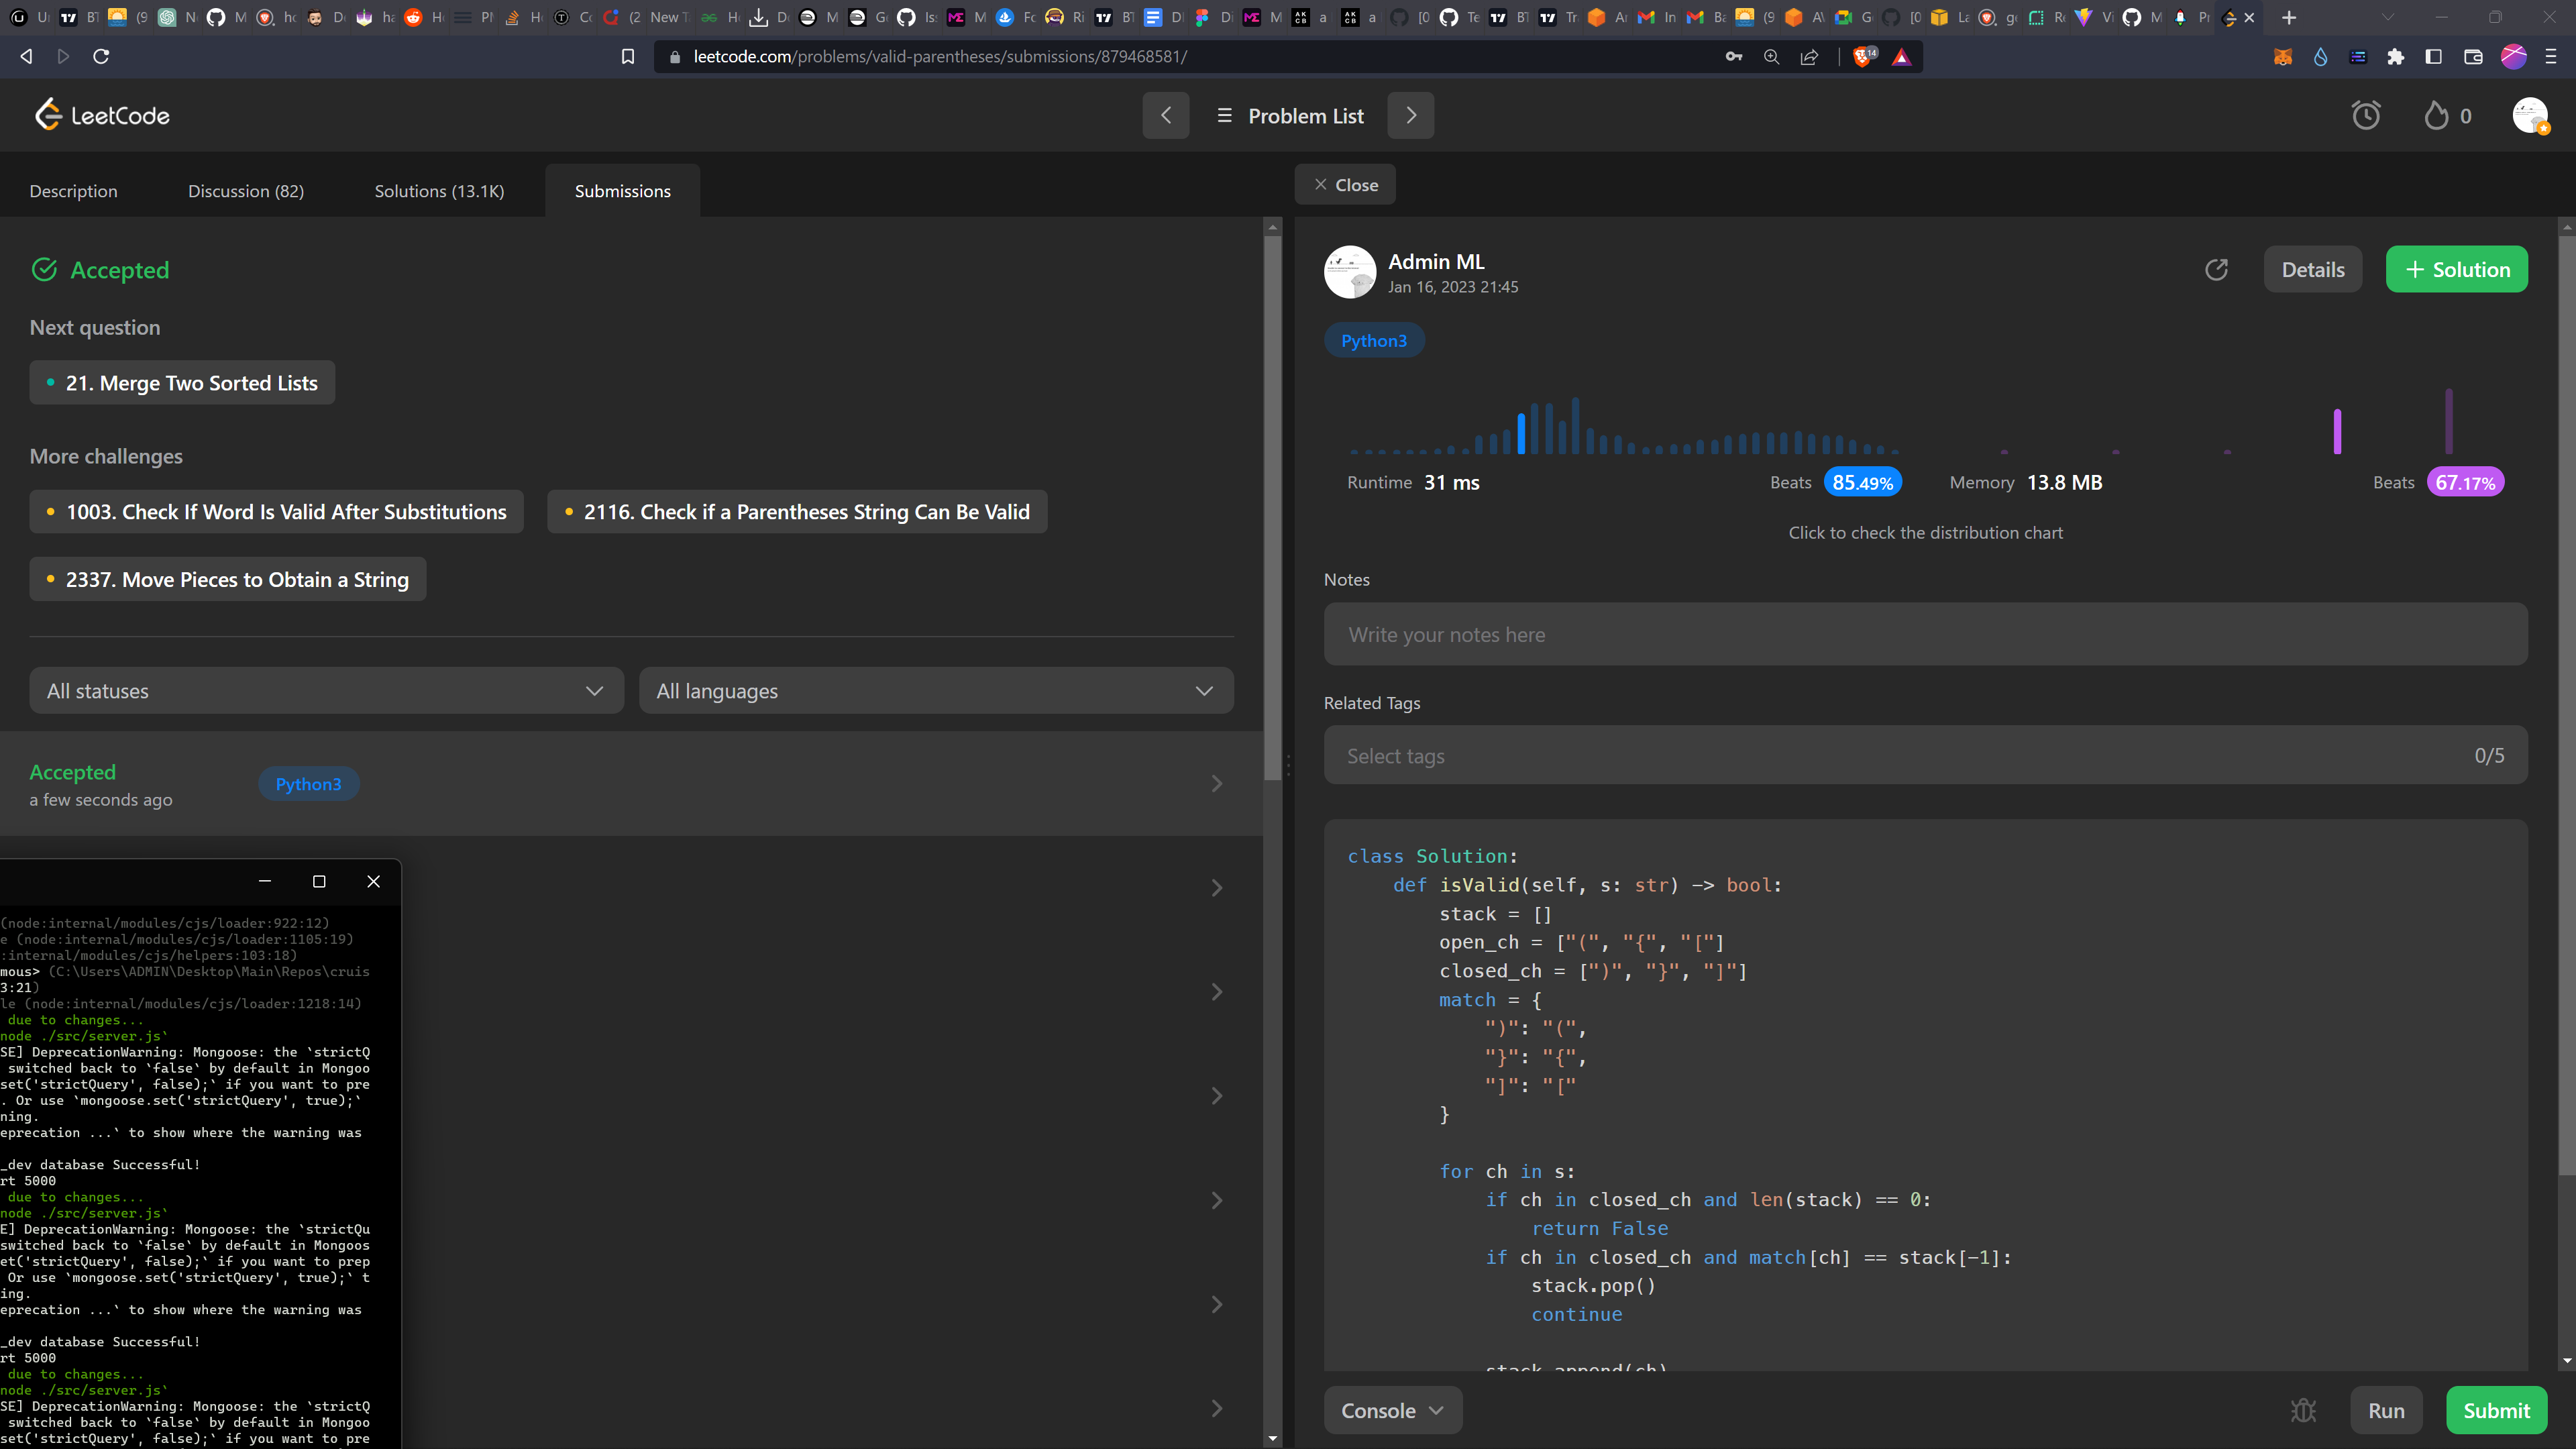 leetcode.com/problems/valid-parentheses/submissions/879468581/
14
LeetCode
Problem List
0
Description
Discussion (82)
Solutions (13.1K)
Submissions
Close
Accepted
Next question
21. Merge Two Sorted Lists
More challenges
1003. Check If Word Is Valid After Substitutions
2116. Check if a Parentheses String Can Be Valid
2337. Move Pieces to Obtain a String
All statuses
All languages
Accepted
a few seconds ago
Python3
(node:internal/modules/cjs/loader:922:12)
e (node:internal/modules/cjs/loader:1105:19)
:internal/modules/cjs/helpers:103:18)
mous> (C:\Users\ADMIN\Desktop\Main\Repos\cruis
3:21)
le (node:internal/modules/cjs/loader:1218:14)
due to changes...
node ./src/server.js`
SE] DeprecationWarning: Mongoose: the `strictQ
switched back to `false` by default in Mongoo
set('strictQuery', false);` if you want to pre
. Or use `mongoose.set('strictQuery', true);`
ning.
eprecation ...` to show where the warning was
_dev database Successful!
rt 5000
due to changes...
node ./src/server.js`
E] DeprecationWarning: Mongoose: the `strictQu
switched back to `false` by default in Mongoos
et('strictQuery', false);` if you want to prep
Or use `mongoose.set('strictQuery', true);` t
ing.
eprecation ...` to show where the warning was
_dev database Successful!
rt 5000
due to changes...
node ./src/server.js`
SE] DeprecationWarning: Mongoose: the `strictQ
switched back to `false` by default in Mongoo
set('strictQuery', false);` if you want to pre
Admin ML
Jan 16, 2023 21:45
Details
+ Solution
Python3
Runtime 31 ms
Beats 85.49%
Memory 13.8 MB
Beats 67.17%
Click to check the distribution chart
Notes
Write your notes here
Related Tags
Select tags
0/5
class Solution:
def isValid(self, s: str) -> bool:
stack = []
open_ch = ["(", "{", "["]
closed_ch = [")", "}", "]"]
match = {
")": "(",
"}": "{",
"]": "["
}
for ch in s:
if ch in closed_ch and len(stack) == 0:
return False
if ch in closed_ch and match[ch] == stack[-1]:
stack.pop()
continue
stack.append(ch)
Console
Run
Submit